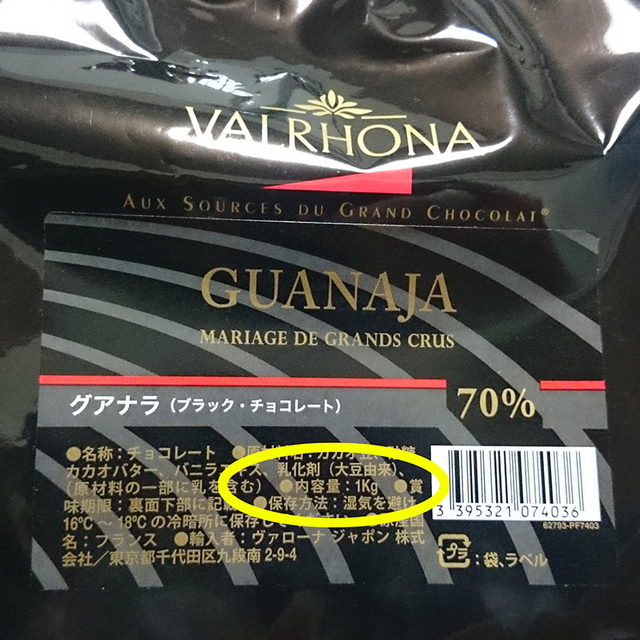 VALRHONA
AUX SOURCES DU GRAND CHOCOLAT®
GUANAJA
MARIAGE DE GRANDS CRUS
グアナラ（ブラック・チョコレート）
70%
●名称：チョコレート
カカオバター、バニラ 、乳化剤（大豆由来）、
（原材料の一部に乳を含む） ●内容量：1Kg ●賞
味期限：裏面下部に記載 ●保存方法：湿気を避け
16℃～18℃の冷暗所に保存して
名：フランス ●輸入者：ヴァローナ ジャポン 株式
会社／東京都千代田区九段南2-9-4
3 395321 074036
62793-PF7403
プラ：袋、ラベル